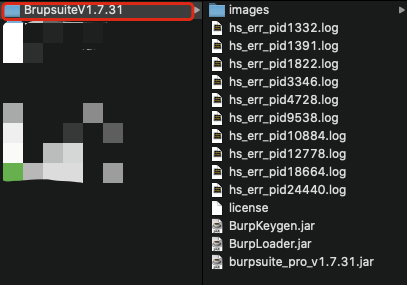 BrupsuiteV1.7.31
images
hs_err_pid1332.log
hs_err_pid1391.log
hs_err_pid1822.log
hs_err_pid3346.log
hs_err_pid4728.log
hs_err_pid9538.log
hs_err_pid10884.log
hs_err_pid12778.log
hs_err_pid18664.log
hs_err_pid24440.log
license
BurpKeygen.jar
BurpLoader.jar
burpsuite_pro_v1.7.31.jar